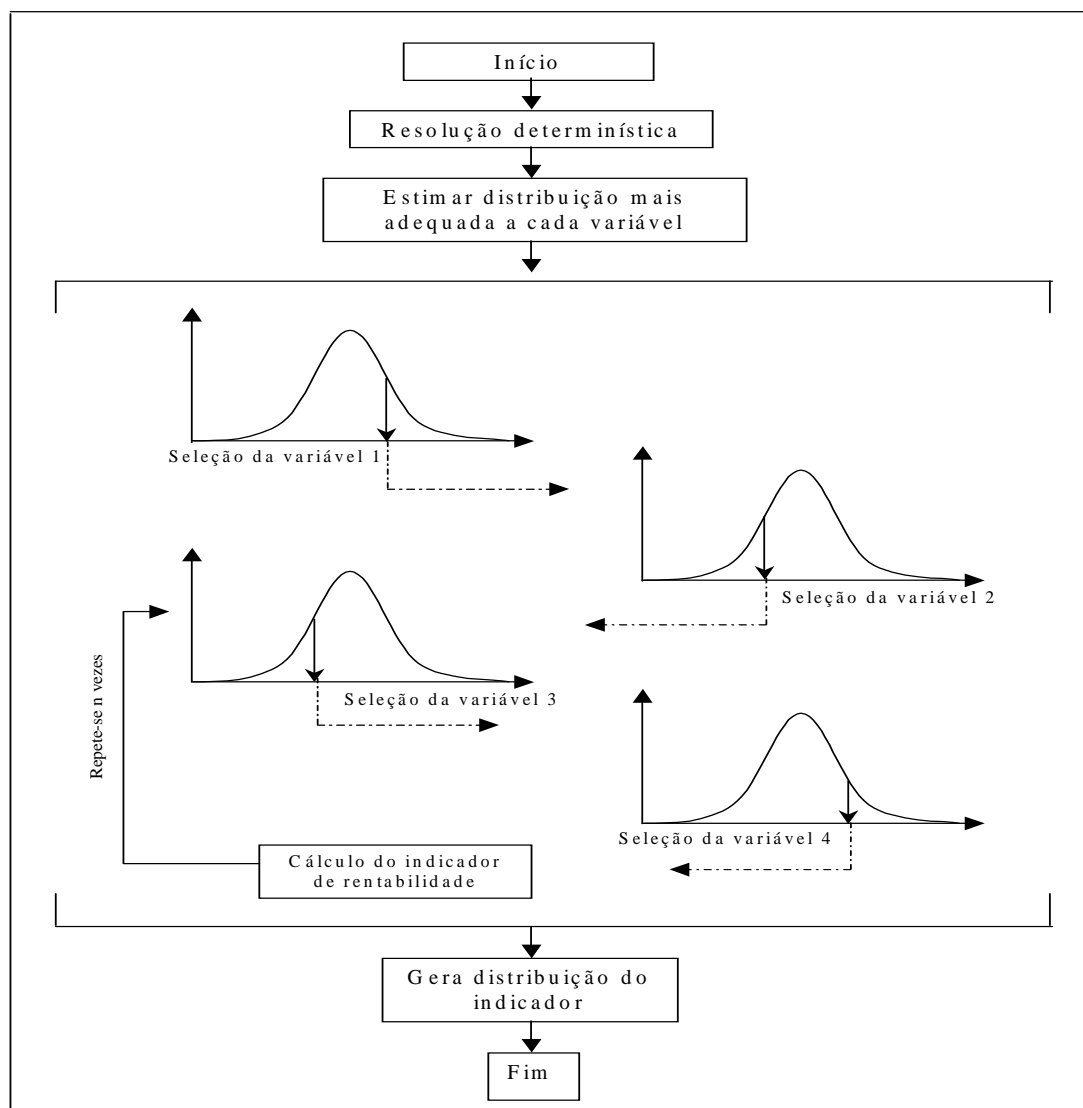 Início
Resolução determinística
Estimar distribuição mais
adequada a cada variável
Seleção da variável 1
Seleção da variável 2
Seleção da variável 3
Repete-se n vezes
Seleção da variável 4
Cálculo do indicador
de rentabilidade
Gera distribuição do
indicador
Fim